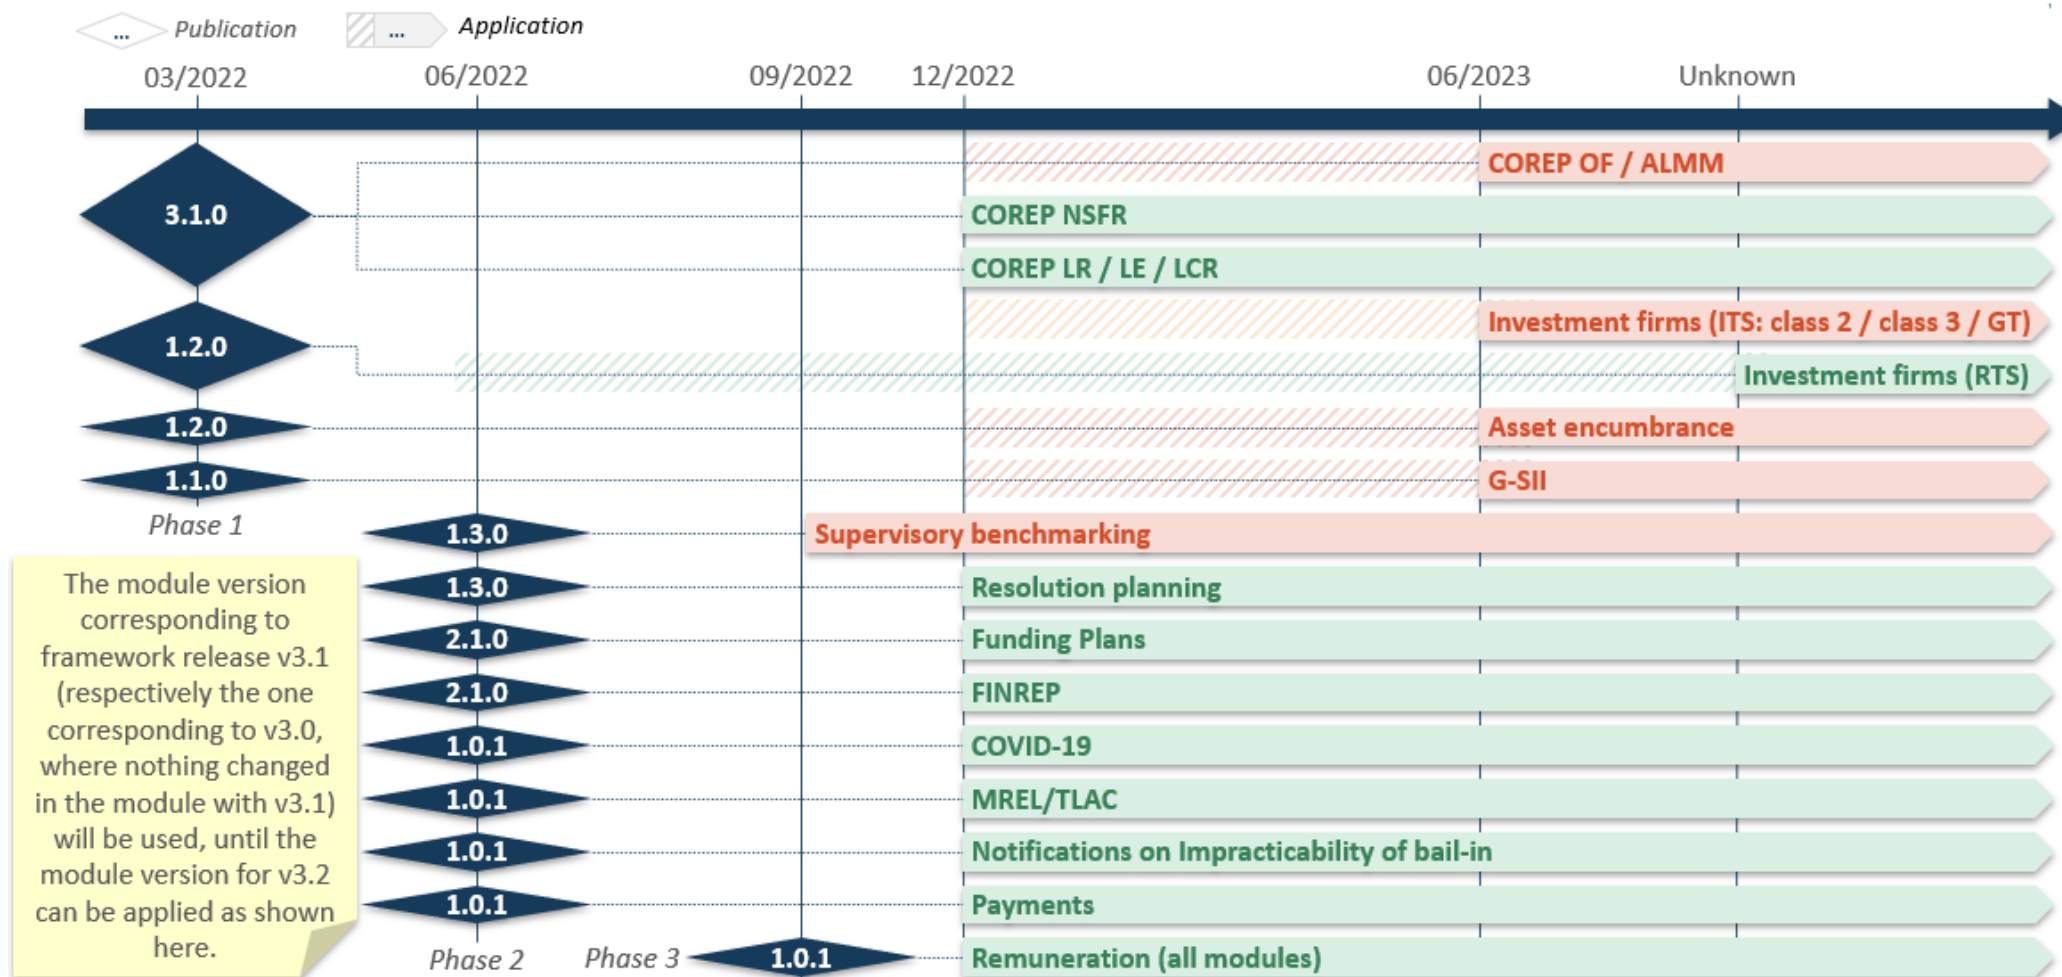 ... Publication ... Application
03/2022 06/2022 09/2022 12/2022 06/2023 Unknown
COREP OF / ALMM
3.1.0 COREP NSFR
COREP LR / LE / LCR
Investment firms (ITS: class 2 / class 3 / GT)
1.2.0
Investment firms (RTS)
1.2.0 Asset encumbrance
1.1.0 G-SII
Phase 1
1.3.0 Supervisory benchmarking
1.3.0 Resolution planning
2.1.0 Funding Plans
2.1.0 FINREP
1.0.1 COVID-19
1.0.1 MREL/TLAC
1.0.1 Notifications on Impracticability of bail-in
1.0.1 Payments
Phase 2 Phase 3 1.0.1 Remuneration (all modules)
The module version
corresponding to
framework release v3.1
(respectively the one
corresponding to v3.0,
where nothing changed
in the module with v3.1)
will be used, until the
module version for v3.2
can be applied as shown
here.